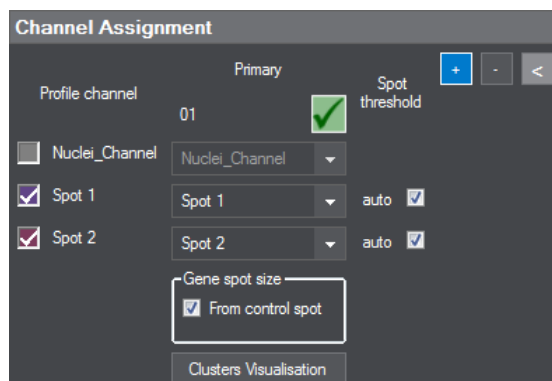 Channel Assignment
Primary
+ - <
Profile channel
Spot
threshold
01
Nuclei_Channel Nuclei_Channel
Spot 1 Spot 1 auto
Spot 2 Spot 2 auto
Gene spot size
From control spot
Clusters Visualisation